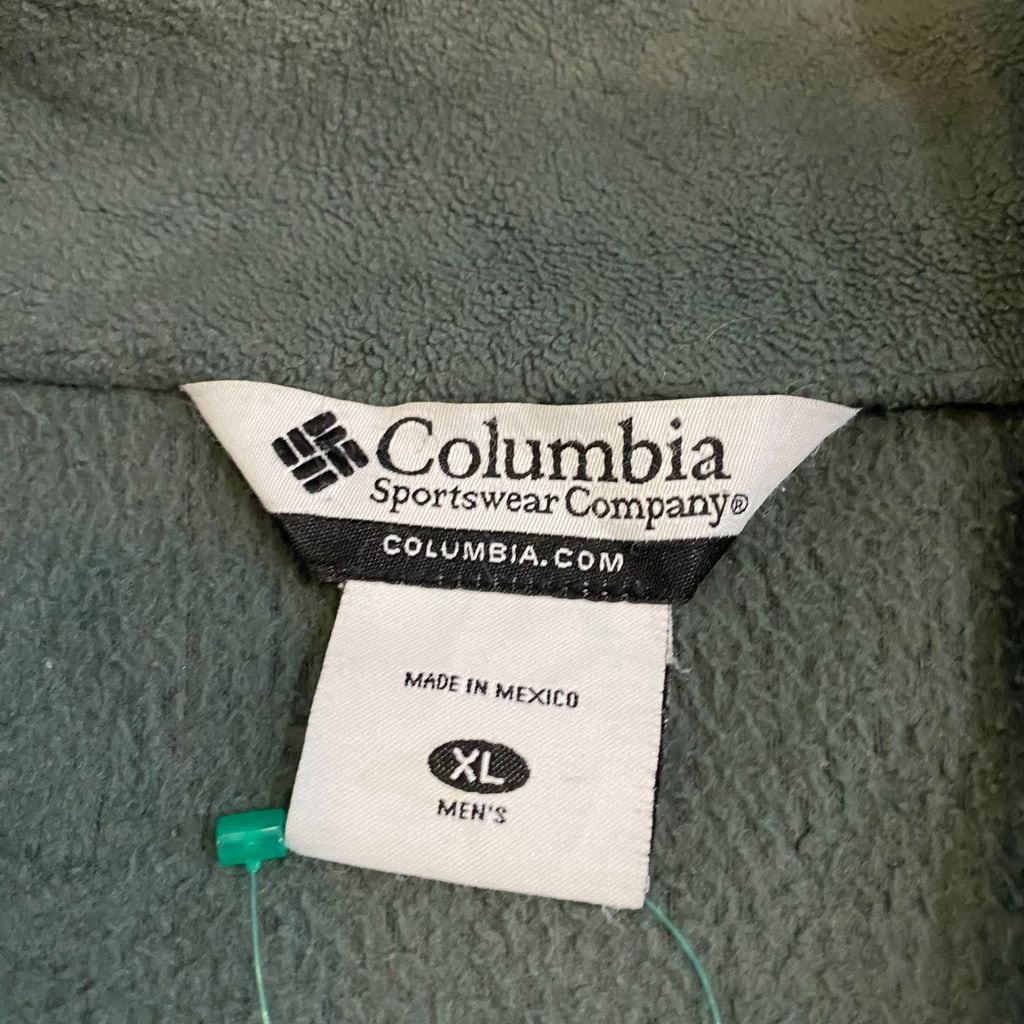 Columbia
Sportswear Company®
COLUMBIA.COM
MADE IN MEXICO
XL
MEN'S